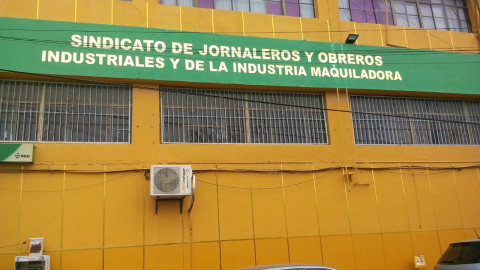 SINDICATO DE JORNALEROS Y OBREROS
INDUSTRIALES Y DE LA INDUSTRIA MAQUILADORA